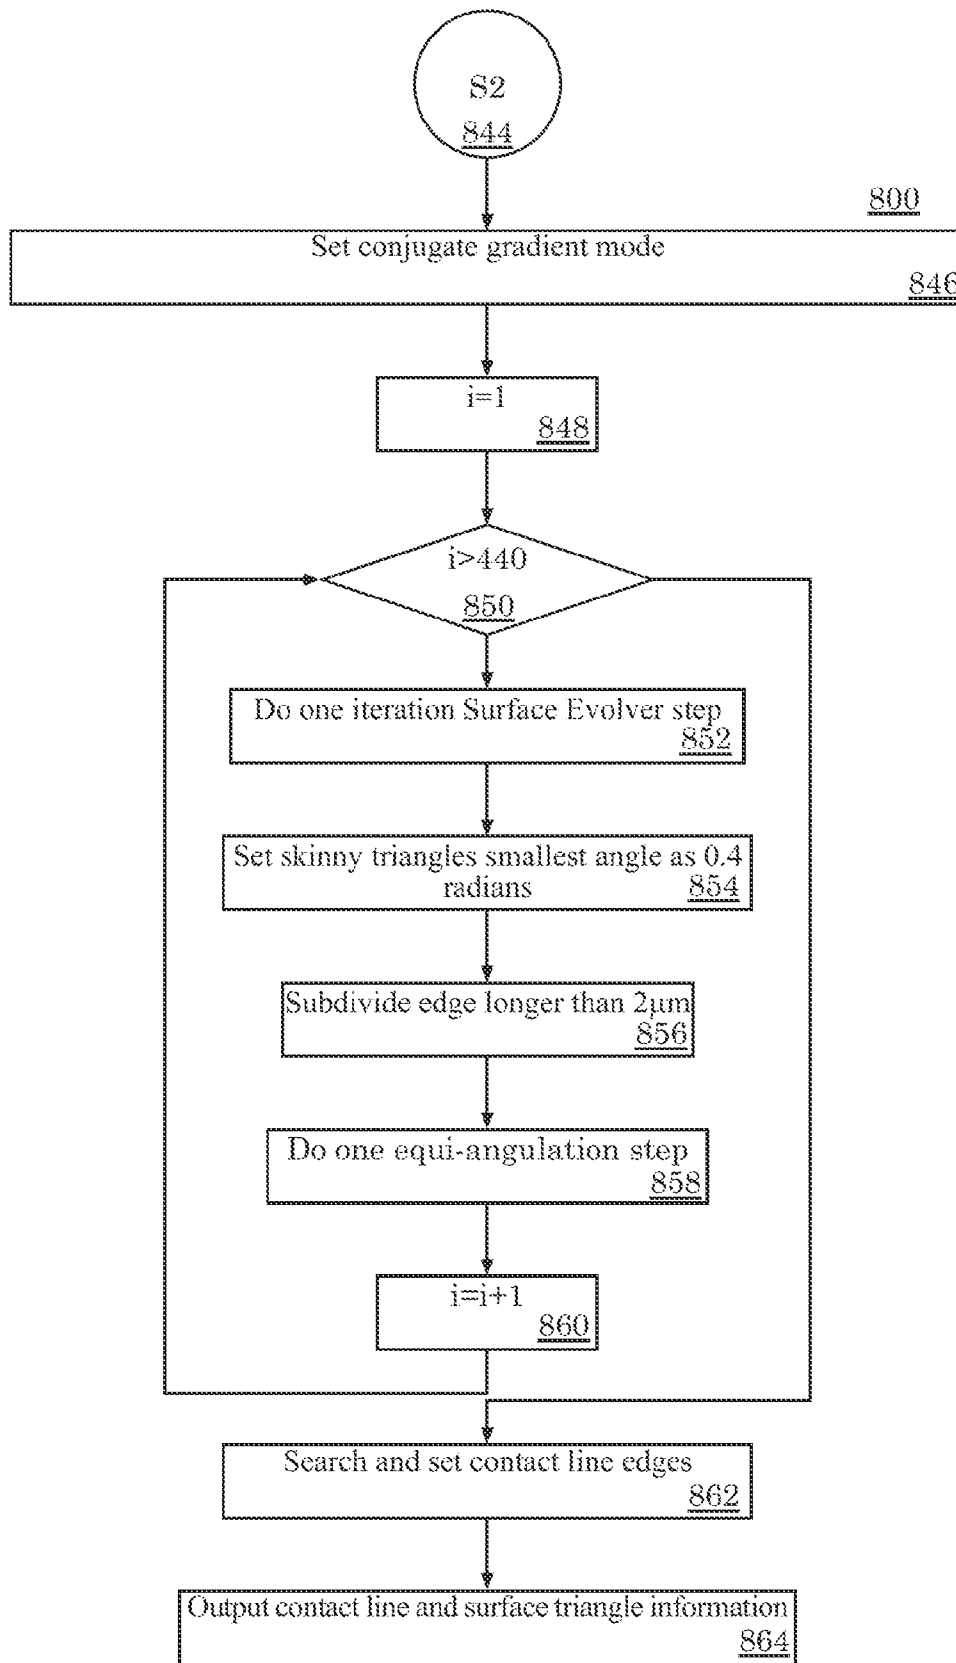 S2
844
800
Set conjugate gradient mode
846
i=1
848
i>440
850
Do one iteration Surface Evolver step
852
Set skinny triangles smallest angle as 0.4
radians
854
Subdivide edge longer than 2μm
856
Do one equi-angulation step
858
i=i+1
860
Search and set contact line edges
862
Output contact line and surface triangle information
864